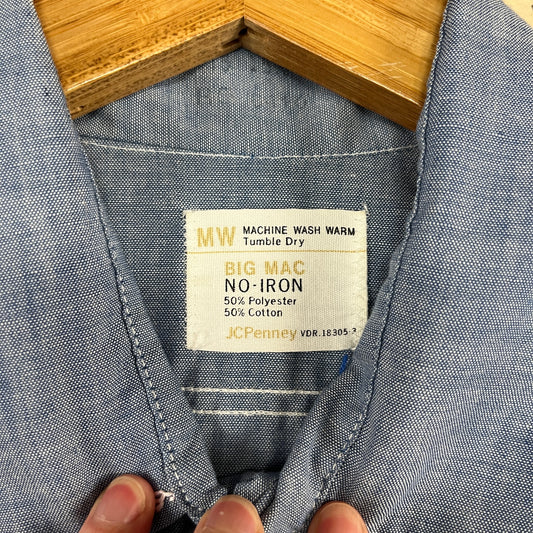 MW MACHINE WASH WARM
Tumble Dry
BIG MAC
NO-IRON
50% Polyester
50% Cotton
JCPenney VDR. 18305-3